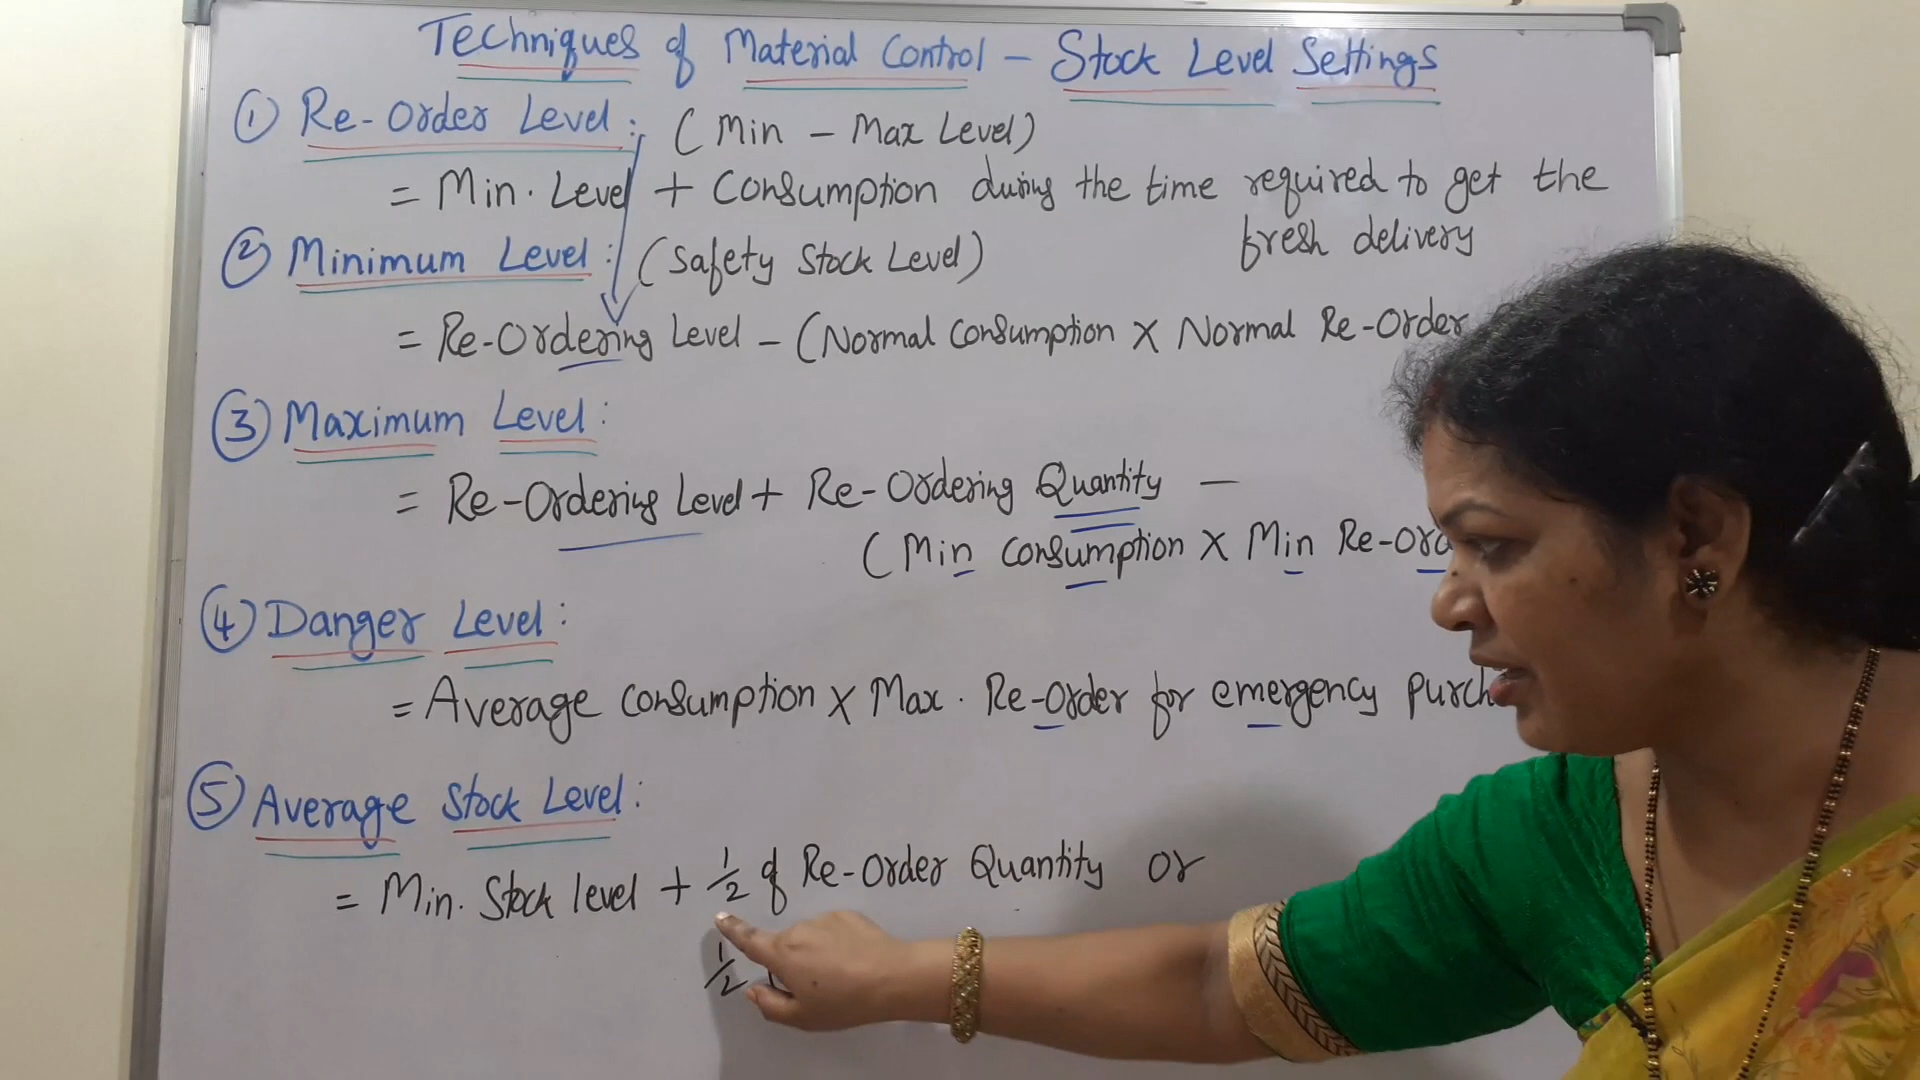 Techniques of Material Control - Stock Level Settings
① Re-Order Level: (Min - Max Level)
= Min. Level + Consumption during the time required to get the
fresh delivery
② Minimum Level: (Safety Stock Level)
= Re-Ordering Level - (Normal Consumption X Normal Re-Order
③ Maximum Level:
= Re-Ordering Level + Re-Ordering Quantity -
(Min Consumption X Min Re-Ord
④ Danger Level:
= Average Consumption X Max. Re-Order for emergency purch
⑤ Average Stock Level:
= Min. Stock level + 1/2 of Re-Order Quantity or
1/2